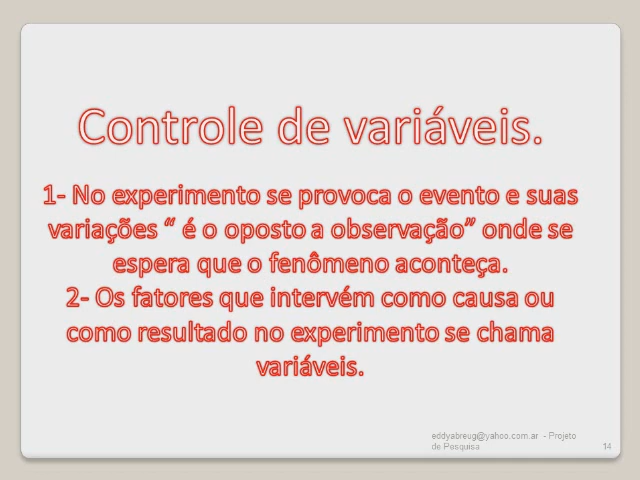 Controle de variáveis.
1- No experimento se provoca o evento e suas
variações “ é o oposto a observação” onde se
espera que o fenômeno aconteça.
2- Os fatores que intervém como causa ou
como resultado no experimento se chama
variáveis.
eddyabreug@yahoo.com.ar - Projeto
de Pesquisa
14